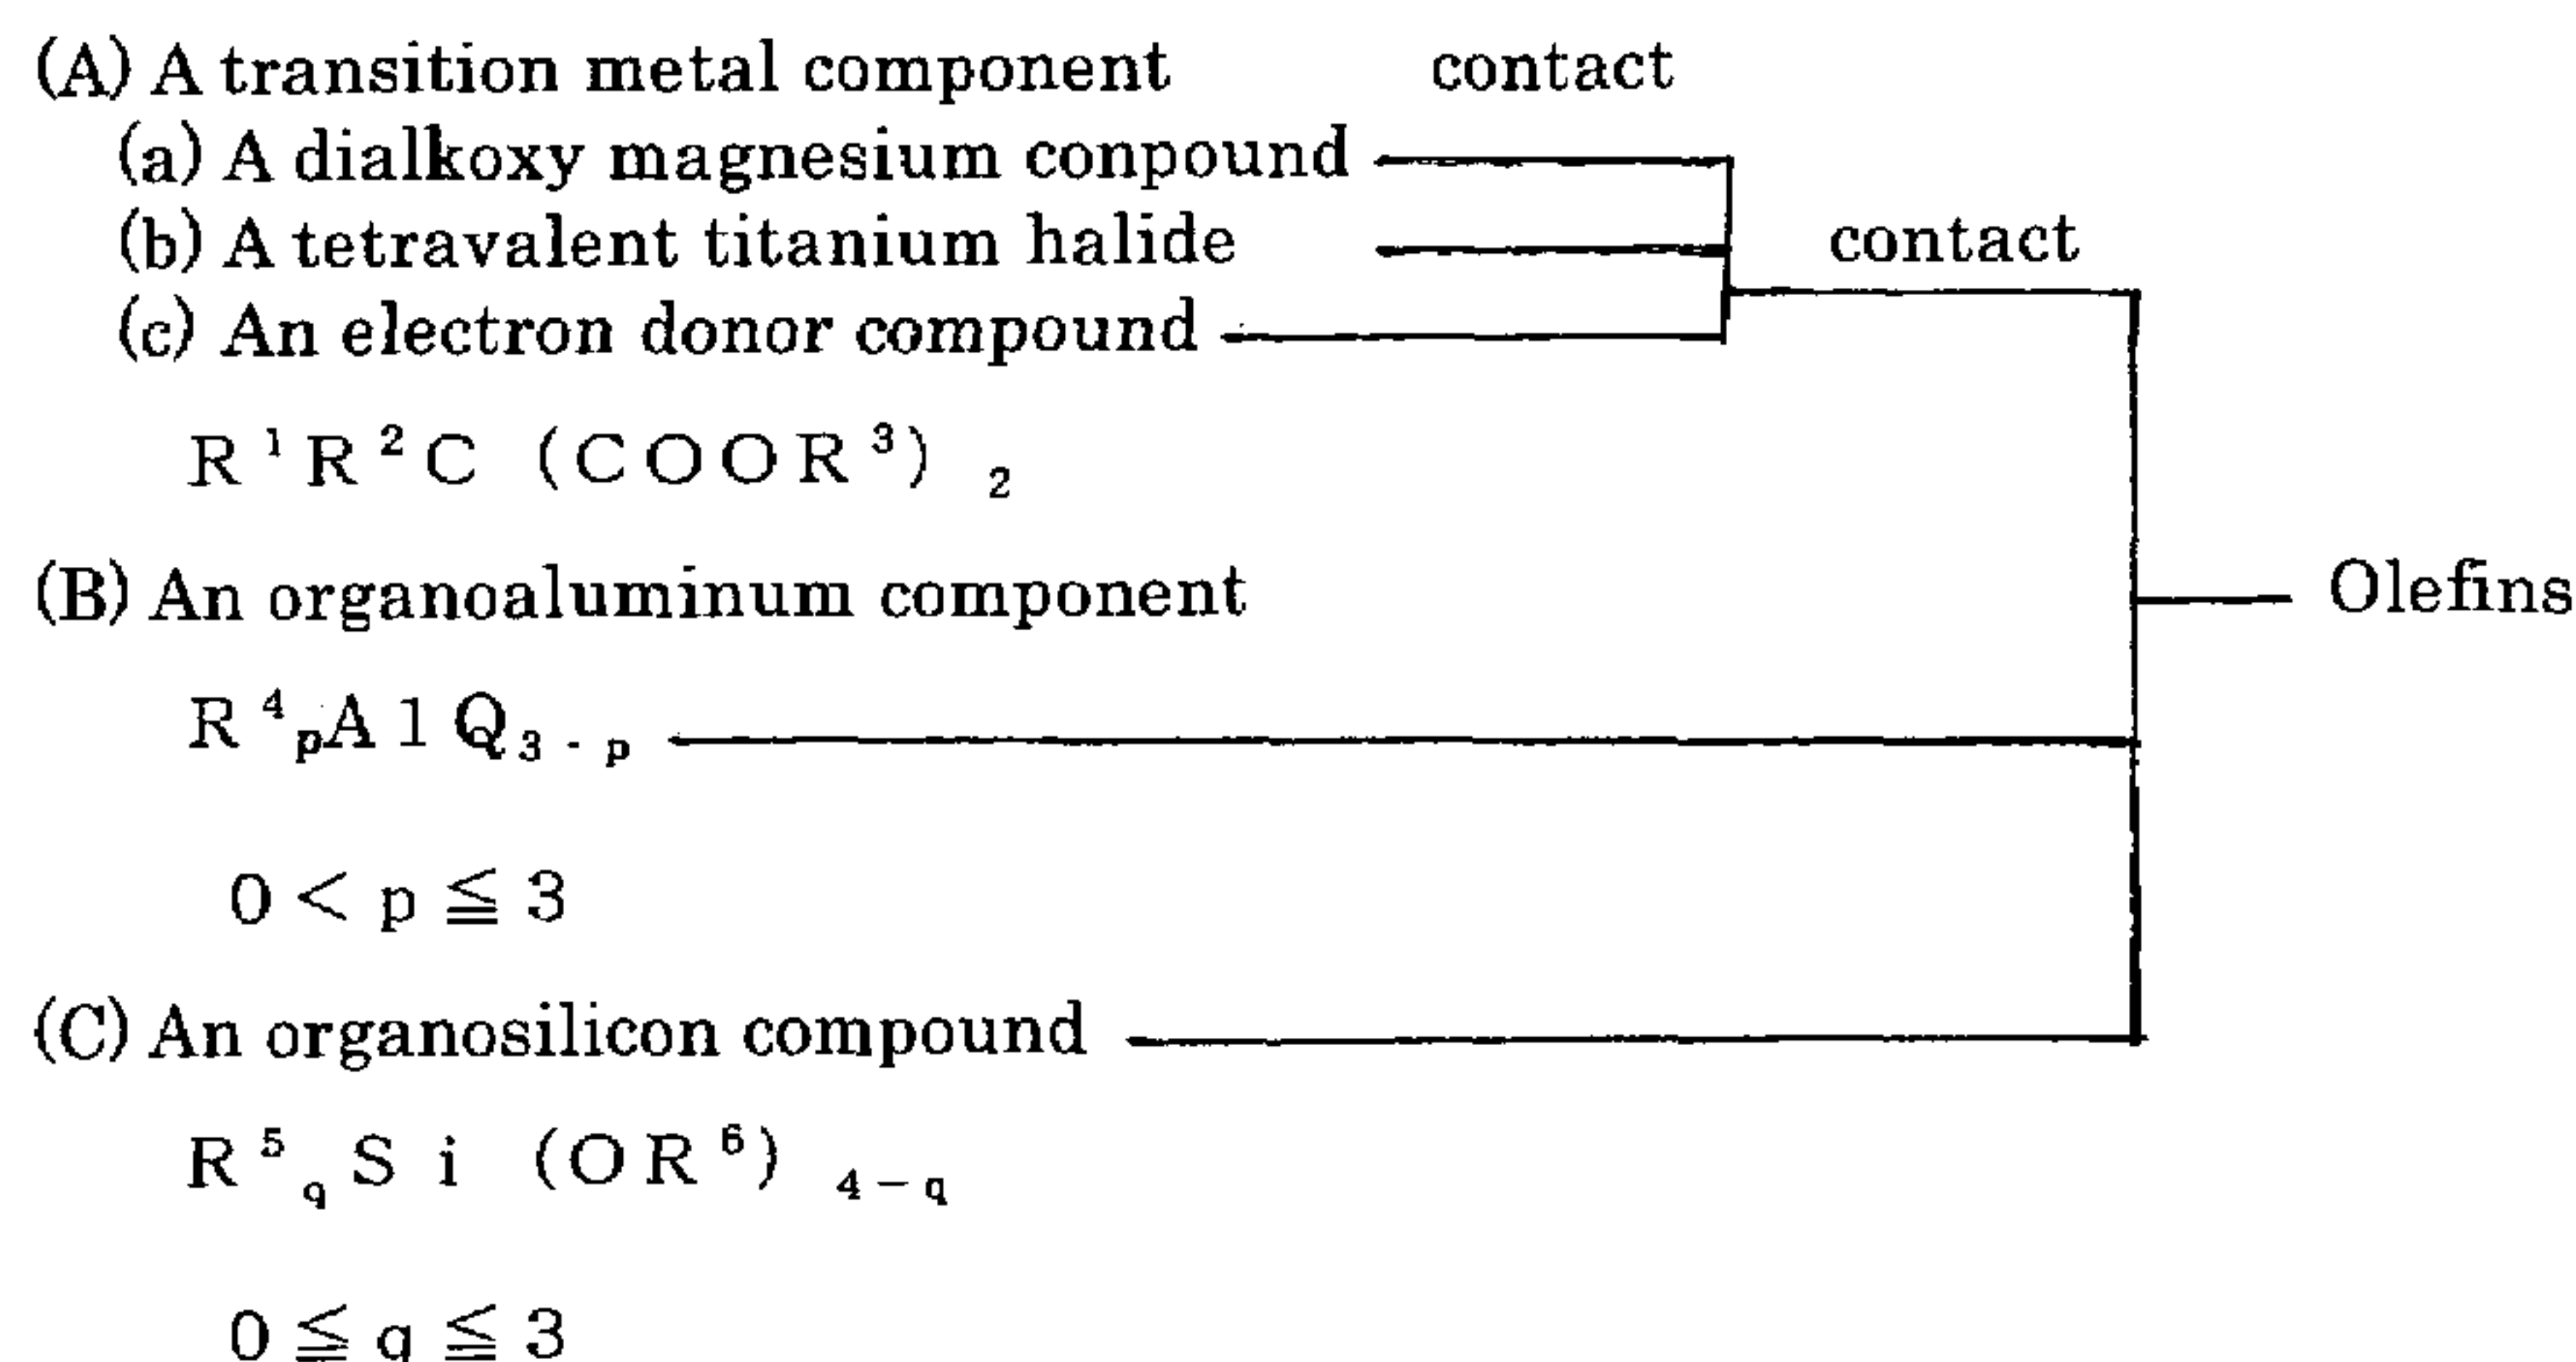 (A) A transition metal component contact
(a) A dialkoxy magnesium conpound
(b) A tetravalent titanium halide contact
(c) An electron donor compound
R¹R²C (COOR³)₂
(B) An organoaluminum component
Olefins
R⁴ₚAlQ₃₋ₚ
0 < p ≦ 3
(C) An organosilicon compound
R⁵qSi (OR⁶)₄₋q
0 ≦ q ≦ 3